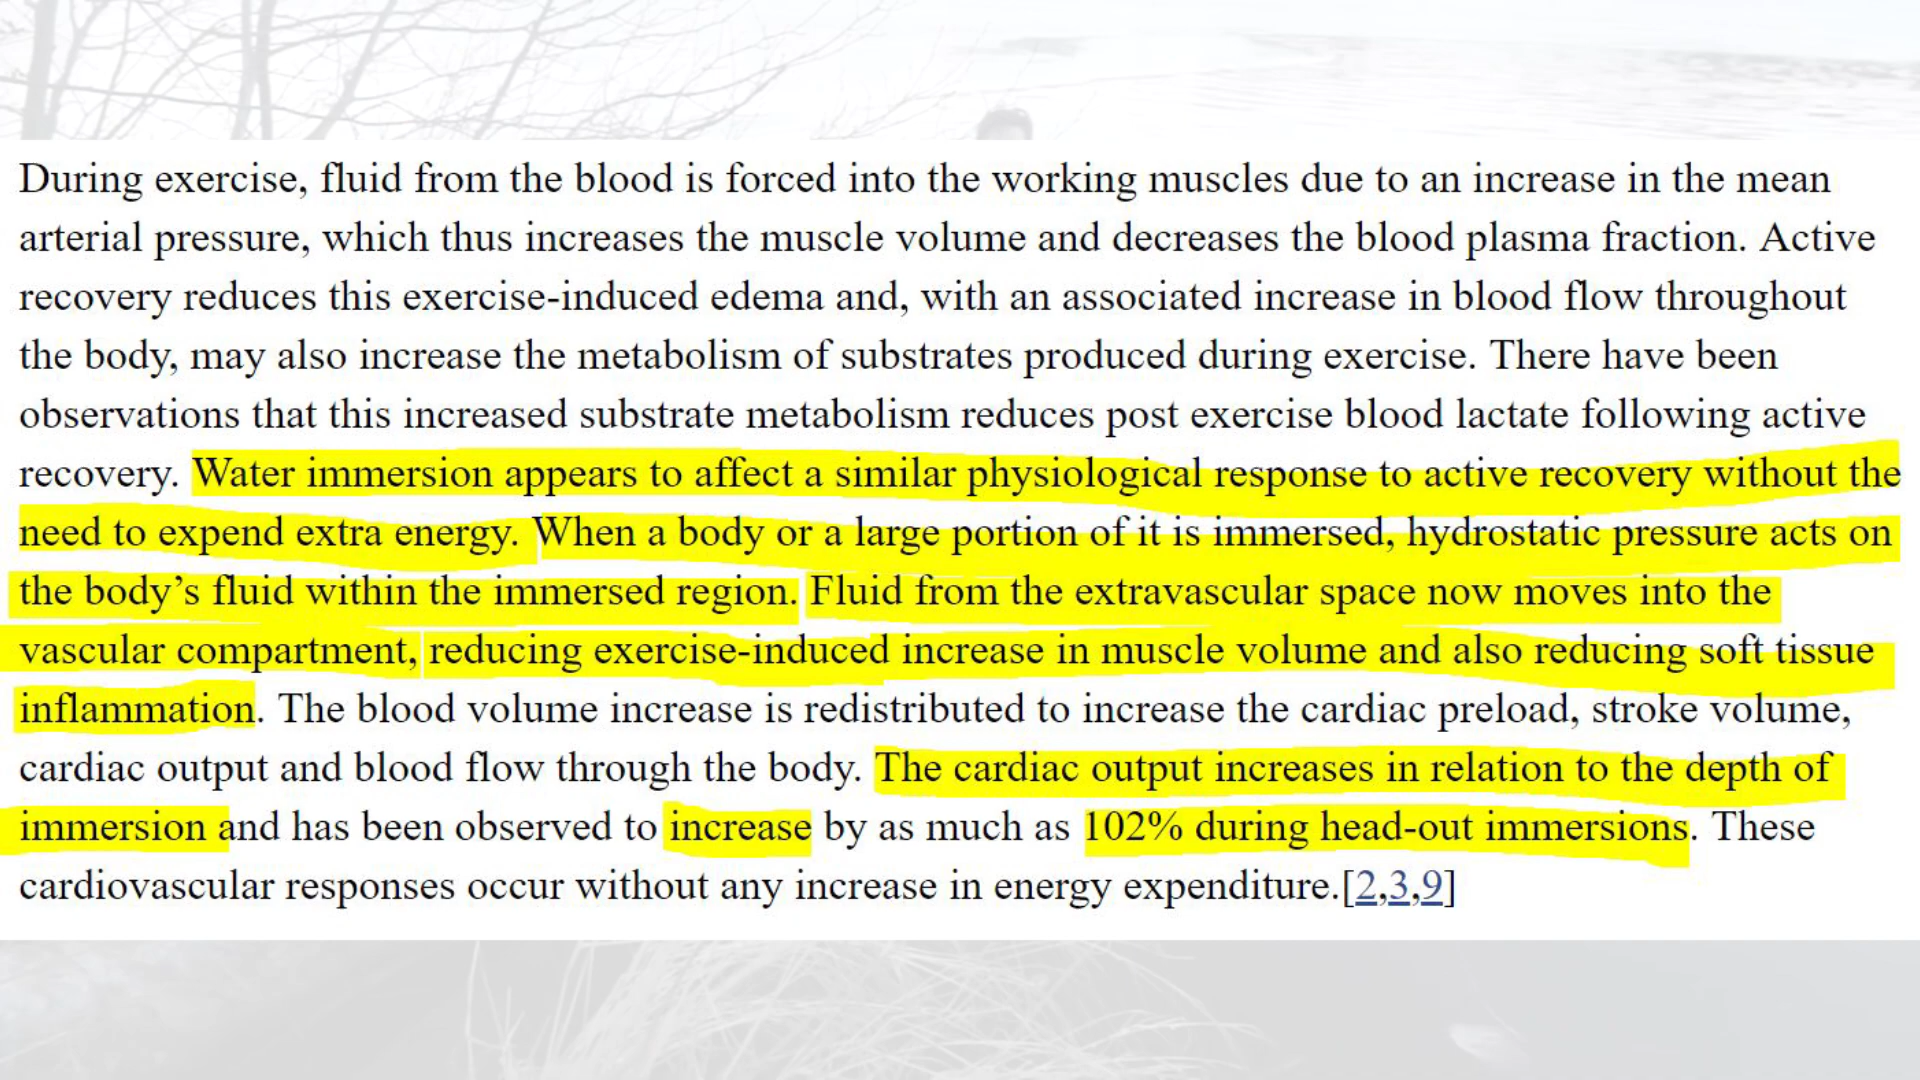 During exercise, fluid from the blood is forced into the working muscles due to an increase in the mean
arterial pressure, which thus increases the muscle volume and decreases the blood plasma fraction. Active
recovery reduces this exercise-induced edema and, with an associated increase in blood flow throughout
the body, may also increase the metabolism of substrates produced during exercise. There have been
observations that this increased substrate metabolism reduces post exercise blood lactate following active
recovery. Water immersion appears to affect a similar physiological response to active recovery without the
need to expend extra energy. When a body or a large portion of it is immersed, hydrostatic pressure acts on
the body’s fluid within the immersed region. Fluid from the extravascular space now moves into the
vascular compartment, reducing exercise-induced increase in muscle volume and also reducing soft tissue
inflammation. The blood volume increase is redistributed to increase the cardiac preload, stroke volume,
cardiac output and blood flow through the body. The cardiac output increases in relation to the depth of
immersion and has been observed to increase by as much as 102% during head-out immersions. These
cardiovascular responses occur without any increase in energy expenditure.[2,3,9]